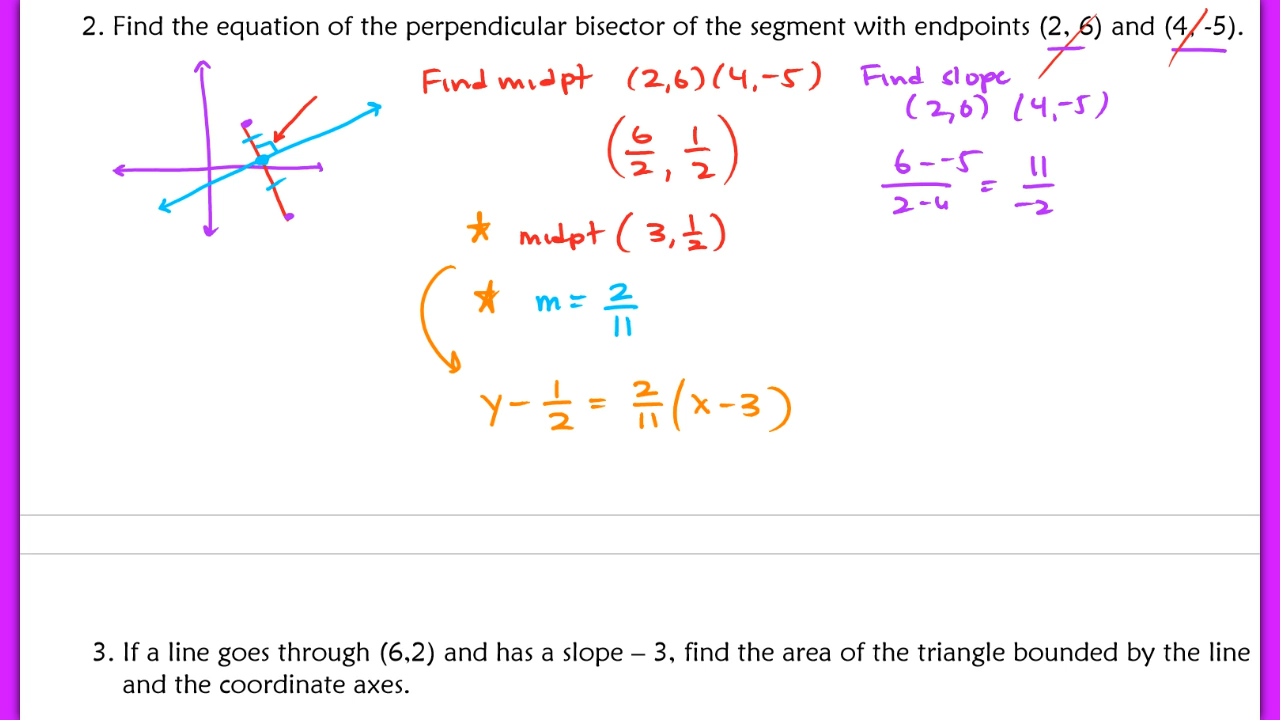 2. Find the equation of the perpendicular bisector of the segment with endpoints (2, 6) and (4, -5).
Find midpt (2,6)(4,-5)
(6/2, 1/2)
★ midpt (3, 1/2)
★ m = 2/11
y - 1/2 = 2/11 (x - 3)
Find slope
(2,6) (4,-5)
6--5/2-4 = 11/-2
3. If a line goes through (6,2) and has a slope – 3, find the area of the triangle bounded by the line
and the coordinate axes.